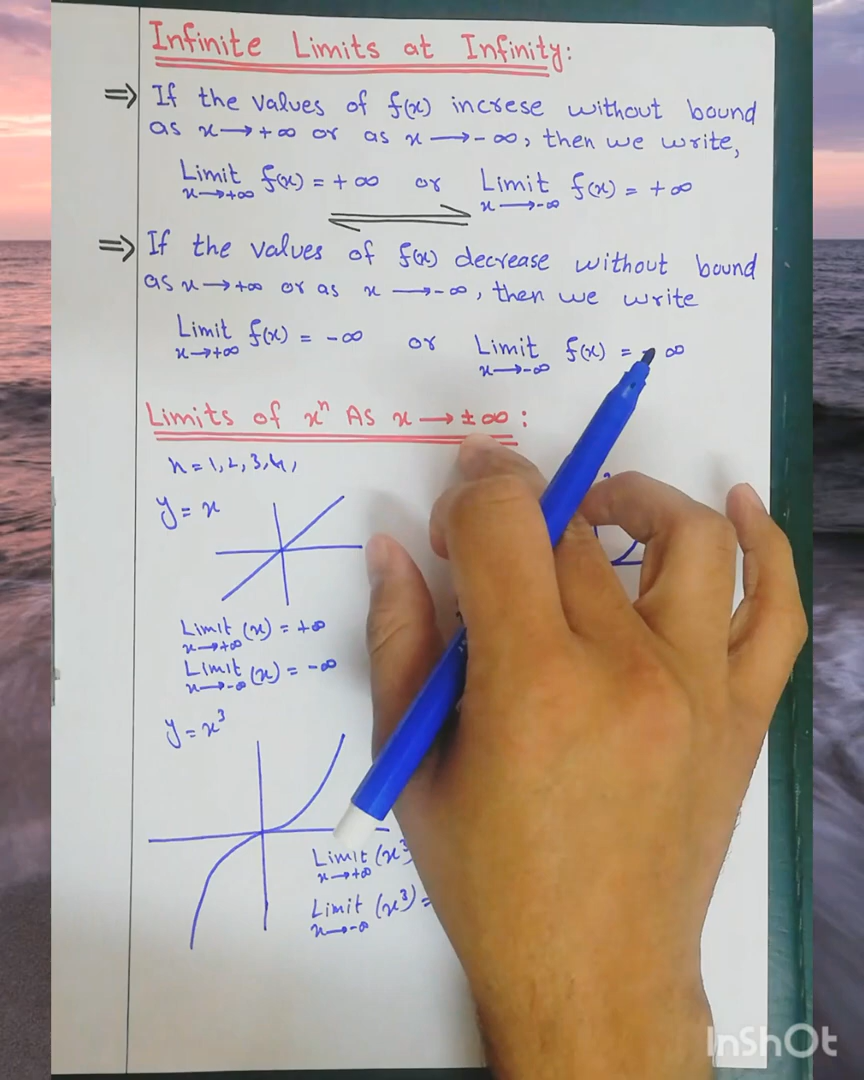 Infinite Limits at Infinity:
⇒ If the values of f(x) increse without bound
as x→+∞ or as x→-∞, then we write,
Limit f(x) = +∞ or Limit f(x) = +∞
x→+∞ x→-∞
⇒ If the values of f(x) decrease without bound
as x→+∞ or as x→-∞, then we write
Limit f(x) = -∞ or Limit f(x) = ∞
x→+∞ x→-∞
Limits of xⁿ As x→±∞:
n=1,2,3,4,
y=x
Limit (x) = +∞
x→+∞
Limit (x) = -∞
x→-∞
y=x³
Limit (x³
x→+∞
Limit (x³) =
x→-∞
InShOt